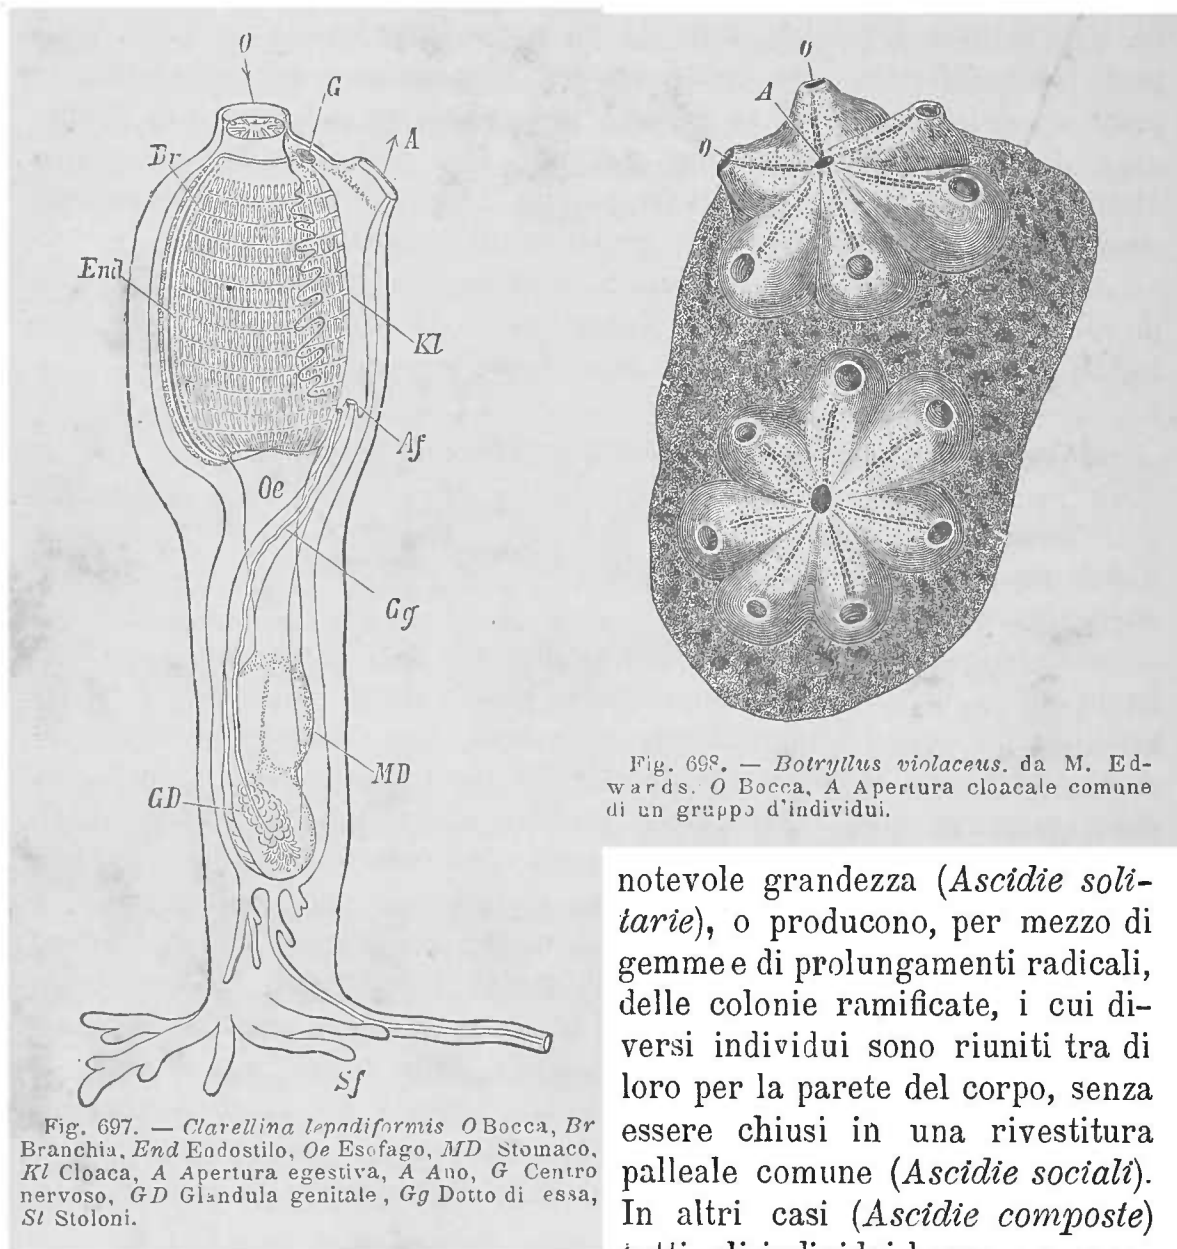 O
G
A
Br
End
Kl
Af
Oe
Gg
MD
GD
Sf
Fig. 697. — Clavellina lepadiformis O Bocca, Br
Branchia, End Endostilo, Oe Esofago, MD Stomaco,
Kl Cloaca, A Apertura egestiva, A Ano, G Centro
nervoso, GD Glandula genitale, Gg Dotto di essa,
St Stoloni.
O
A
O
Fig. 698. — Botryllus violaceus. da M. Ed-
wards. O Bocca, A Apertura cloacale comune
di un gruppo d'individui.
notevole grandezza (Ascidie soli-
tarie), o producono, per mezzo di
gemme e di prolungamenti radicali,
delle colonie ramificate, i cui di-
versi individui sono riuniti tra di
loro per la parete del corpo, senza
essere chiusi in una rivestitura
palleale comune (Ascidie sociali).
In altri casi (Ascidie composte)